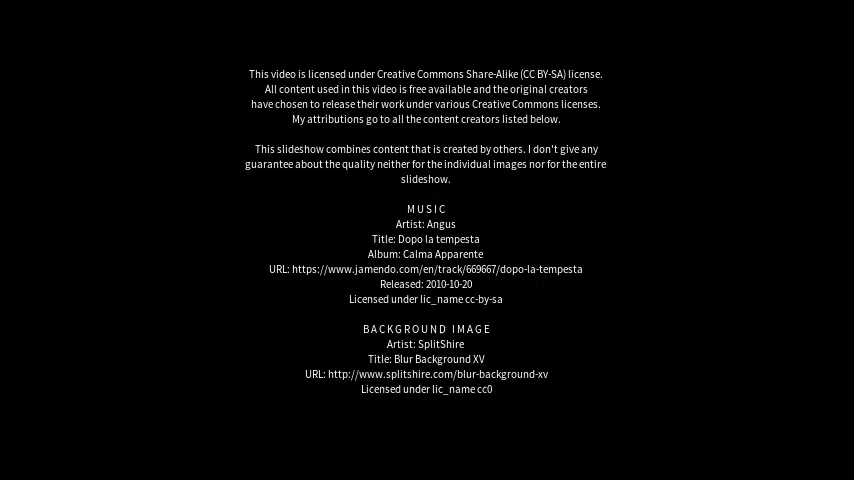 This video is licensed under Creative Commons Share-Alike (CC BY-SA) license.
All content used in this video is free available and the original creators
have chosen to release their work under various Creative Commons licenses.
My attributions go to all the content creators listed below.
This slideshow combines content that is created by others. I don't give any
guarantee about the quality neither for the individual images nor for the entire
slideshow.
MUSIC
Artist: Angus
Title: Dopo la tempesta
Album: Calma Apparente
URL: https://www.jamendo.com/en/track/669667/dopo-la-tempesta
Released: 2010-10-20
Licensed under lic_name cc-by-sa
BACKGROUND IMAGE
Artist: SplitShire
Title: Blur Background XV
URL: http://www.splitshire.com/blur-background-xv
Licensed under lic_name cc0